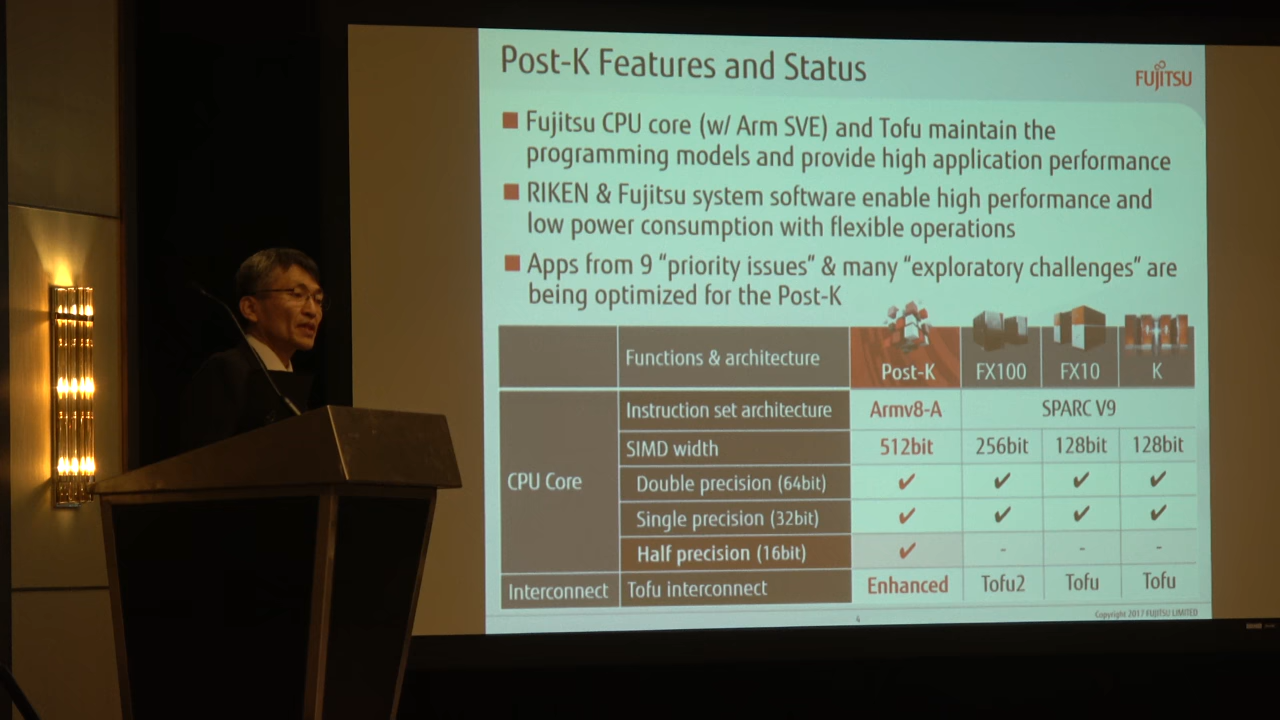 Post-K Features and Status
FUJITSU
■ Fujitsu CPU core (w/ Arm SVE) and Tofu maintain the
programming models and provide high application performance
■ RIKEN & Fujitsu system software enable high performance and
low power consumption with flexible operations
■ Apps from 9 “priority issues” & many “exploratory challenges” are
being optimized for the Post-K
Functions & architecture Post-K FX100 FX10 K
CPU Core
Instruction set architecture Armv8-A SPARC V9
SIMD width 512bit 256bit 128bit 128bit
Double precision (64bit) ✔ ✔ ✔ ✔
Single precision (32bit) ✔ ✔ ✔ ✔
Half precision (16bit) ✔ - - -
Interconnect Tofu interconnect Enhanced Tofu2 Tofu Tofu
4
Copyright 2017 FUJITSU LIMITED